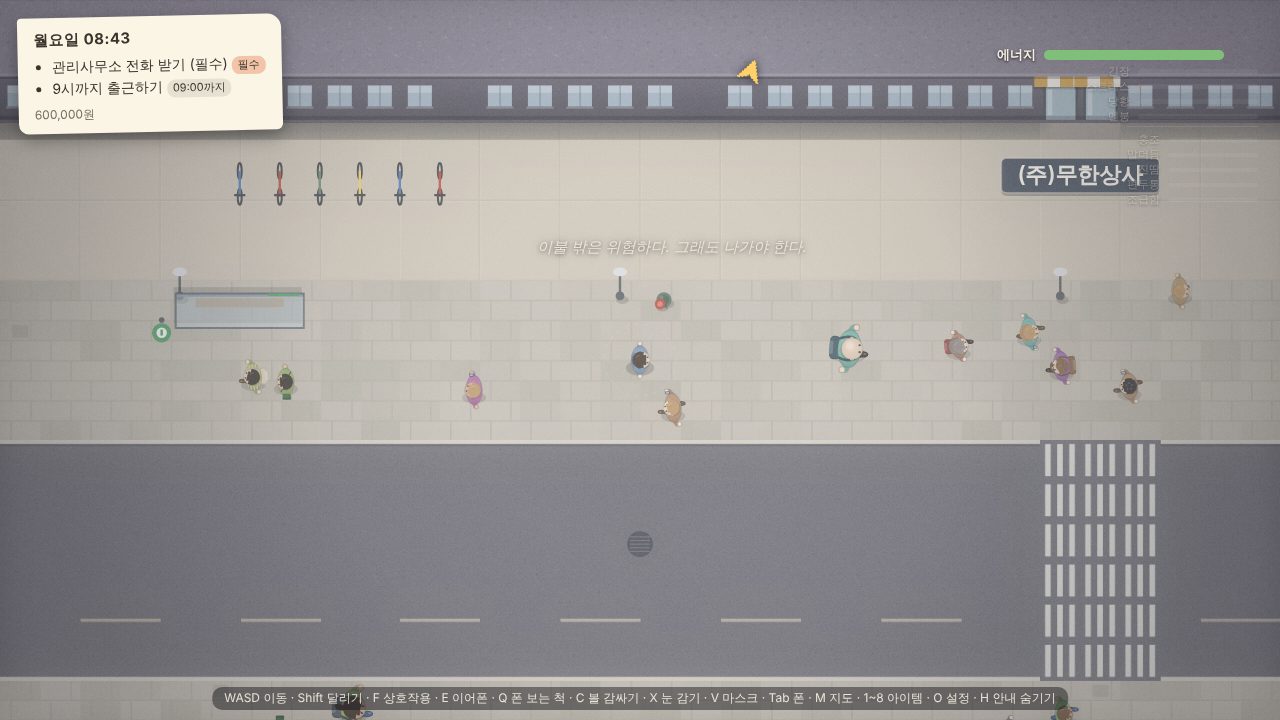 월요일 08:43
관리사무소 전화 받기 (필수) 필수
9시까지 출근하기 09:00까지
600,000원
에너지
긴장
(주)무한상사
홍조
이불 밖은 위험하다. 그래도 나가야 한다.
WASD 이동 · Shift 달리기 · F 상호작용 · E 이어폰 · Q 폰 보는 척 · C 볼 감싸기 · X 눈 감기 · V 마스크 · Tab 폰 · M 지도 · 1~8 아이템 · O 설정 · H 안내 숨기기